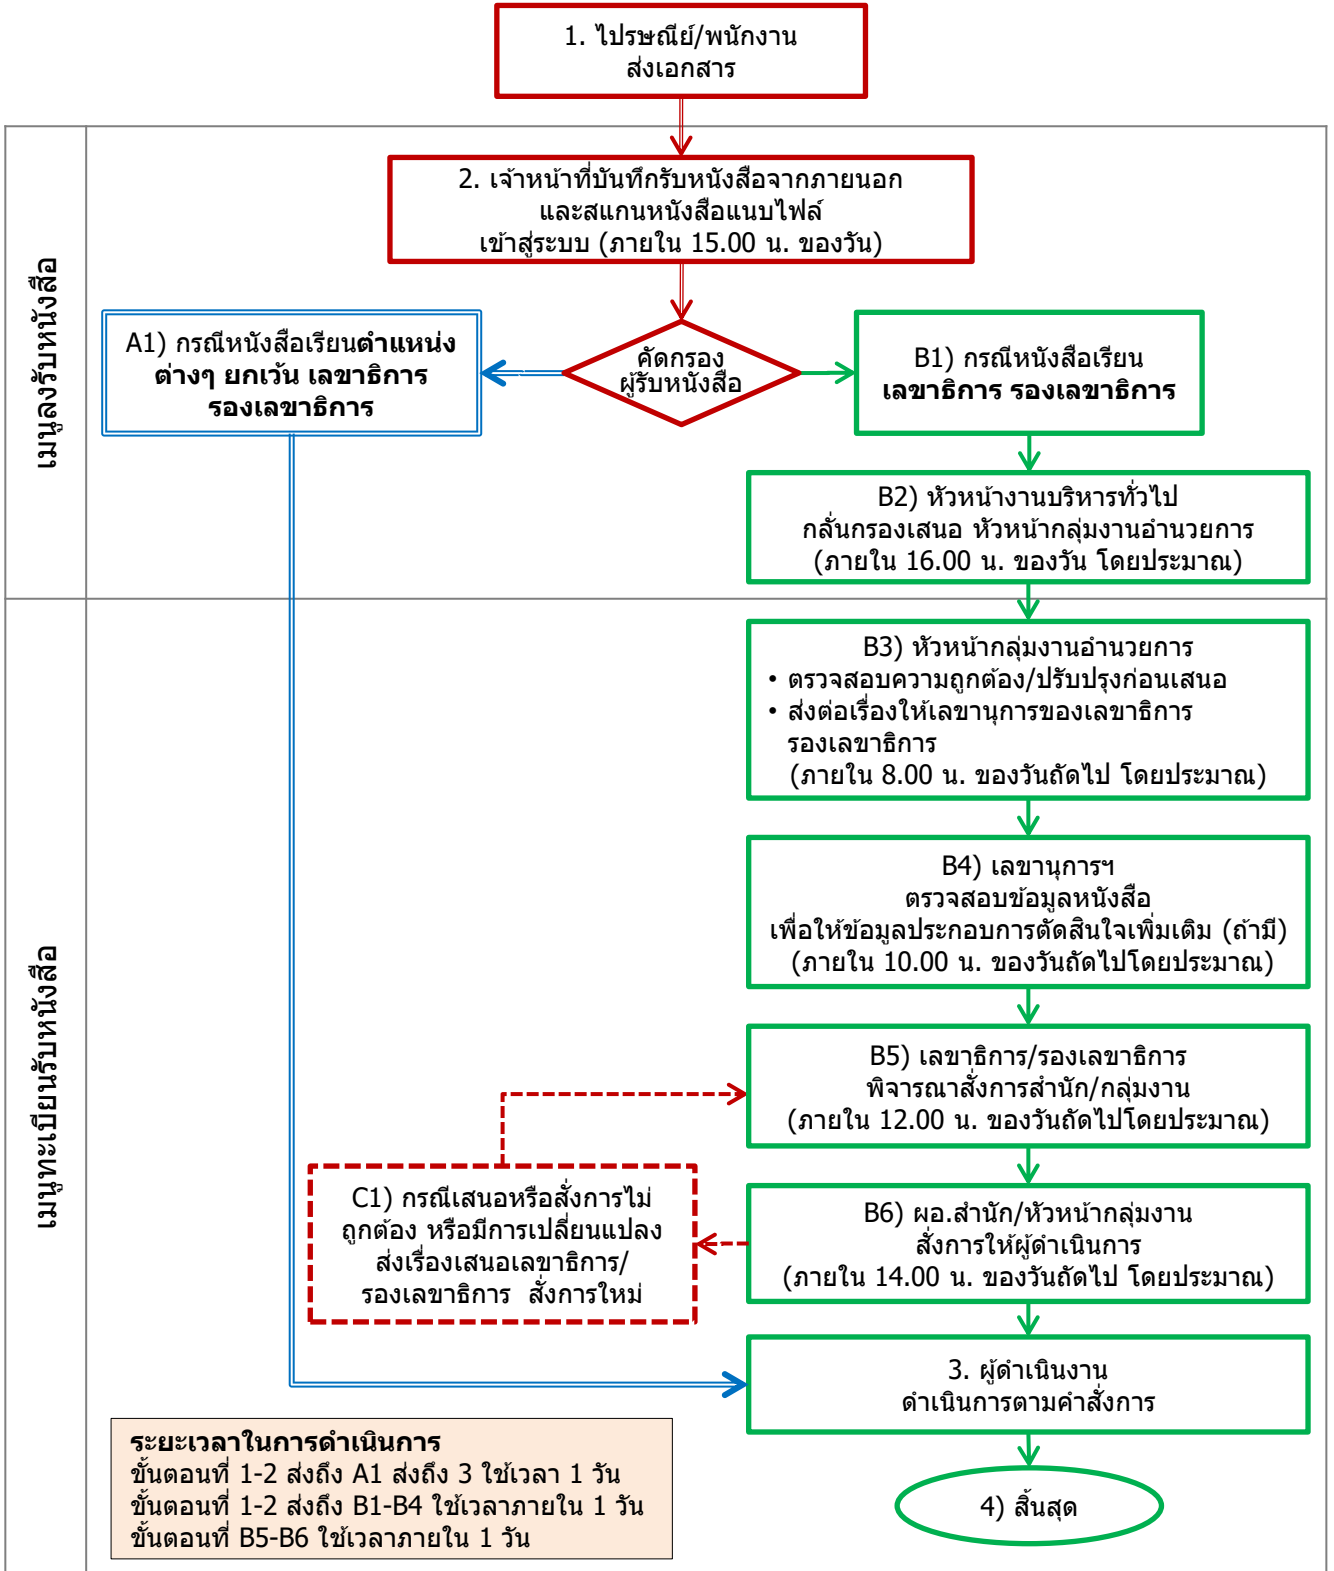 1. ไปรษณีย์/พนักงาน
ส่งเอกสาร
เมนูลงรับหนังสือ
2. เจ้าหน้าที่บันทึกรับหนังสือจากภายนอก
และสแกนหนังสือแนบไฟล์
เข้าสู่ระบบ (ภายใน 15.00 น. ของวัน)
คัดกรอง
ผู้รับหนังสือ
A1) กรณีหนังสือเรียนตำแหน่ง
ต่างๆ ยกเว้น เลขาธิการ
รองเลขาธิการ
B1) กรณีหนังสือเรียน
เลขาธิการ รองเลขาธิการ
B2) หัวหน้างานบริหารทั่วไป
กลั่นกรองเสนอ หัวหน้ากลุ่มงานอำนวยการ
(ภายใน 16.00 น. ของวัน โดยประมาณ)
เมนูทะเบียนรับหนังสือ
B3) หัวหน้ากลุ่มงานอำนวยการ
• ตรวจสอบความถูกต้อง/ปรับปรุงก่อนเสนอ
• ส่งต่อเรื่องให้เลขานุการของเลขาธิการ
รองเลขาธิการ
(ภายใน 8.00 น. ของวันถัดไป โดยประมาณ)
B4) เลขานุการฯ
ตรวจสอบข้อมูลหนังสือ
เพื่อให้ข้อมูลประกอบการตัดสินใจเพิ่มเติม (ถ้ามี)
(ภายใน 10.00 น. ของวันถัดไปโดยประมาณ)
B5) เลขาธิการ/รองเลขาธิการ
พิจารณาสั่งการสำนัก/กลุ่มงาน
(ภายใน 12.00 น. ของวันถัดไปโดยประมาณ)
C1) กรณีเสนอหรือสั่งการไม่
ถูกต้อง หรือมีการเปลี่ยนแปลง
ส่งเรื่องเสนอเลขาธิการ/
รองเลขาธิการ สั่งการใหม่
B6) ผอ.สำนัก/หัวหน้ากลุ่มงาน
สั่งการให้ผู้ดำเนินการ
(ภายใน 14.00 น. ของวันถัดไป โดยประมาณ)
3. ผู้ดำเนินงาน
ดำเนินการตามคำสั่งการ
4) สิ้นสุด
ระยะเวลาในการดำเนินการ
ขั้นตอนที่ 1-2 ส่งถึง A1 ส่งถึง 3 ใช้เวลา 1 วัน
ขั้นตอนที่ 1-2 ส่งถึง B1-B4 ใช้เวลาภายใน 1 วัน
ขั้นตอนที่ B5-B6 ใช้เวลาภายใน 1 วัน